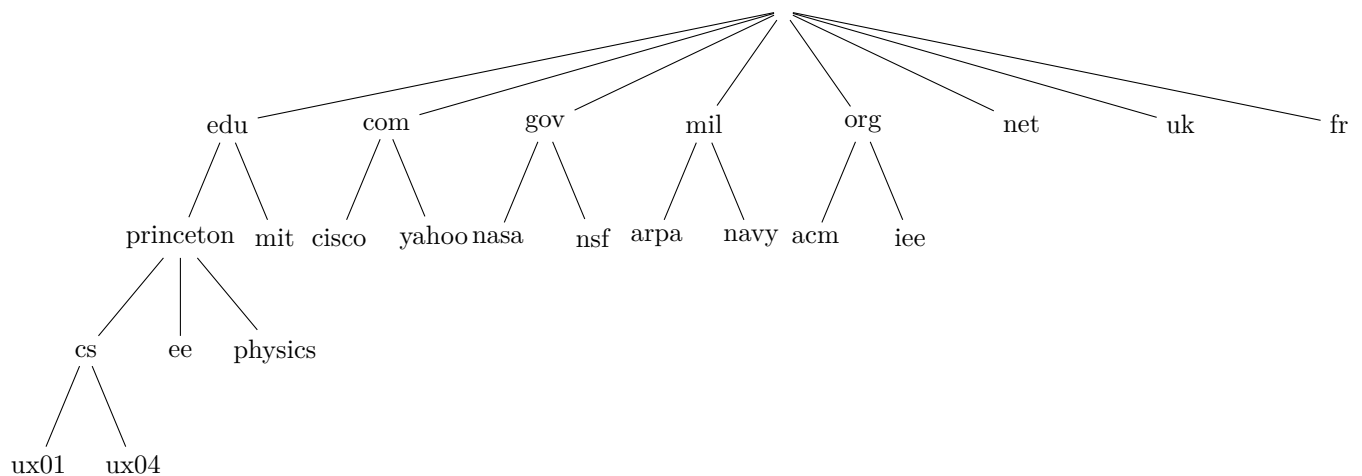 edu com gov mil org net uk fr
princeton mit cisco yahoo nasa nsf arpa navy acm iee
cs ee physics
ux01 ux04